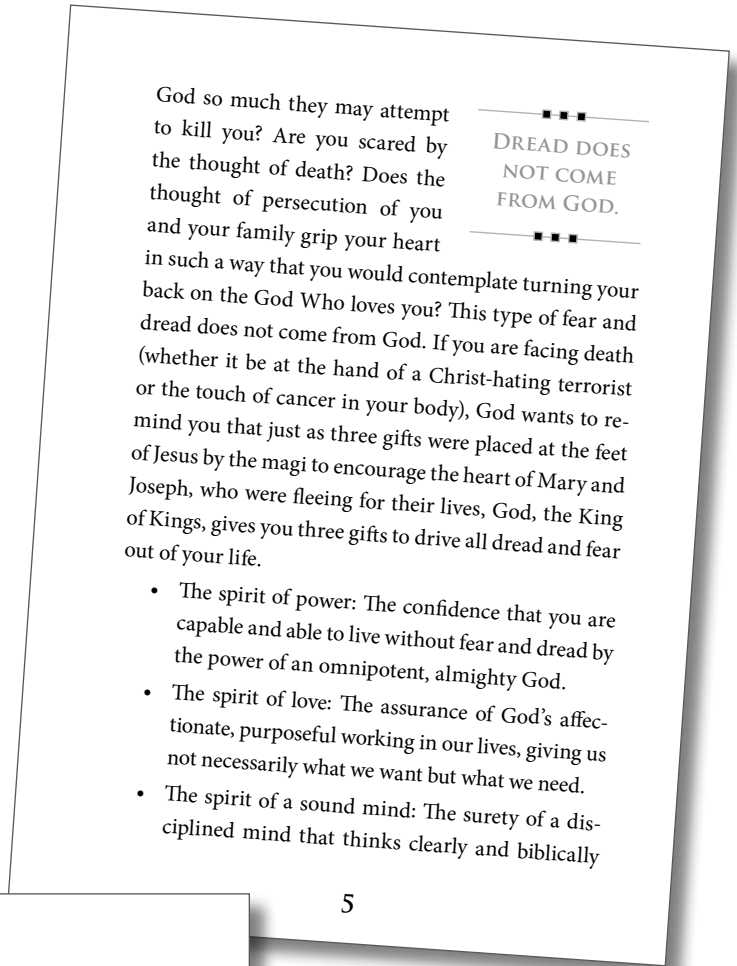 God so much they may attempt
to kill you? Are you scared by
the thought of death? Does the
thought of persecution of you
and your family grip your heart
in such a way that you would contemplate turning your
back on the God Who loves you? This type of fear and
dread does not come from God. If you are facing death
(whether it be at the hand of a Christ-hating terrorist
or the touch of cancer in your body), God wants to re-
mind you that just as three gifts were placed at the feet
of Jesus by the magi to encourage the heart of Mary and
Joseph, who were fleeing for their lives, God, the King
of Kings, gives you three gifts to drive all dread and fear
out of your life.
DREAD DOES
NOT COME
FROM GOD.
• The spirit of power: The confidence that you are
capable and able to live without fear and dread by
the power of an omnipotent, almighty God.
• The spirit of love: The assurance of God's affec-
tionate, purposeful working in our lives, giving us
not necessarily what we want but what we need.
• The spirit of a sound mind: The surety of a dis-
ciplined mind that thinks clearly and biblically
5